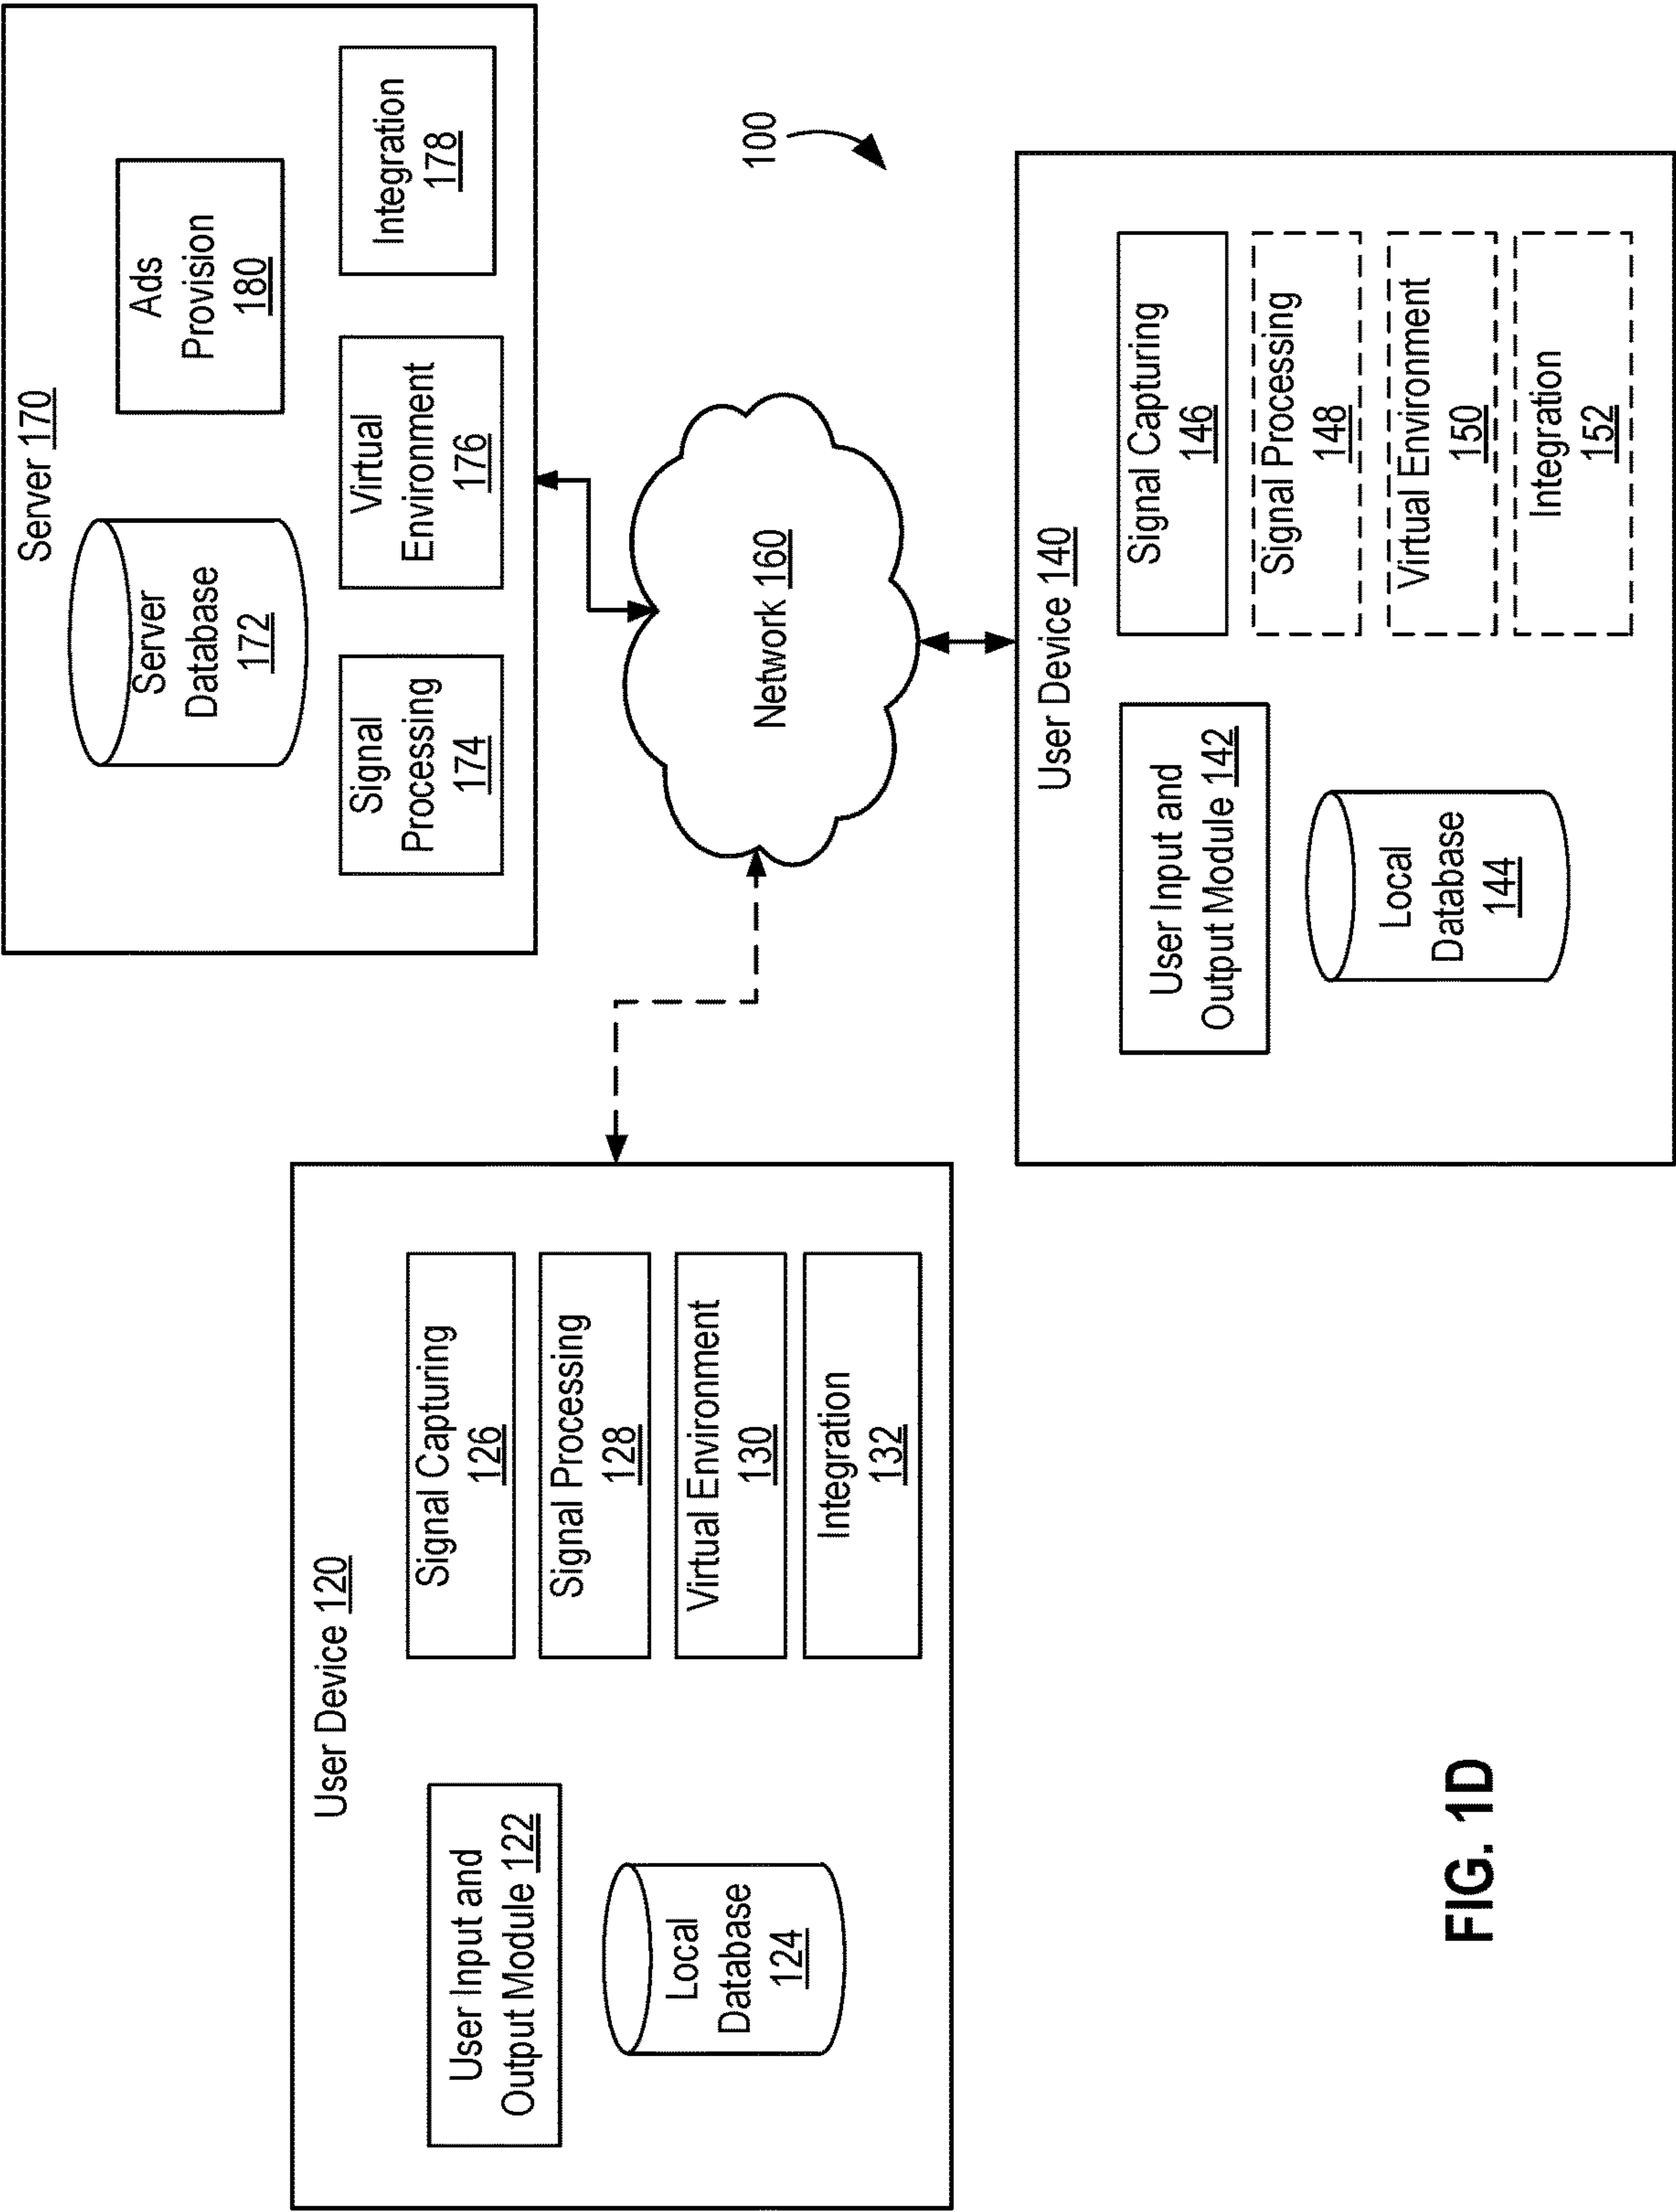 User Device 120
User Input and
Output Module 122
Local
Database
124
Signal Capturing
126
Signal Processing
128
Virtual Environment
130
Integration
132
Server 170
Server
Database
172
Ads
Provision
180
Signal
Processing
174
Virtual
Environment
176
Integration
178
Network 160
100
User Device 140
User Input and
Output Module 142
Local
Database
144
Signal Capturing
146
Signal Processing
148
Virtual Environment
150
Integration
152
FIG. 1D